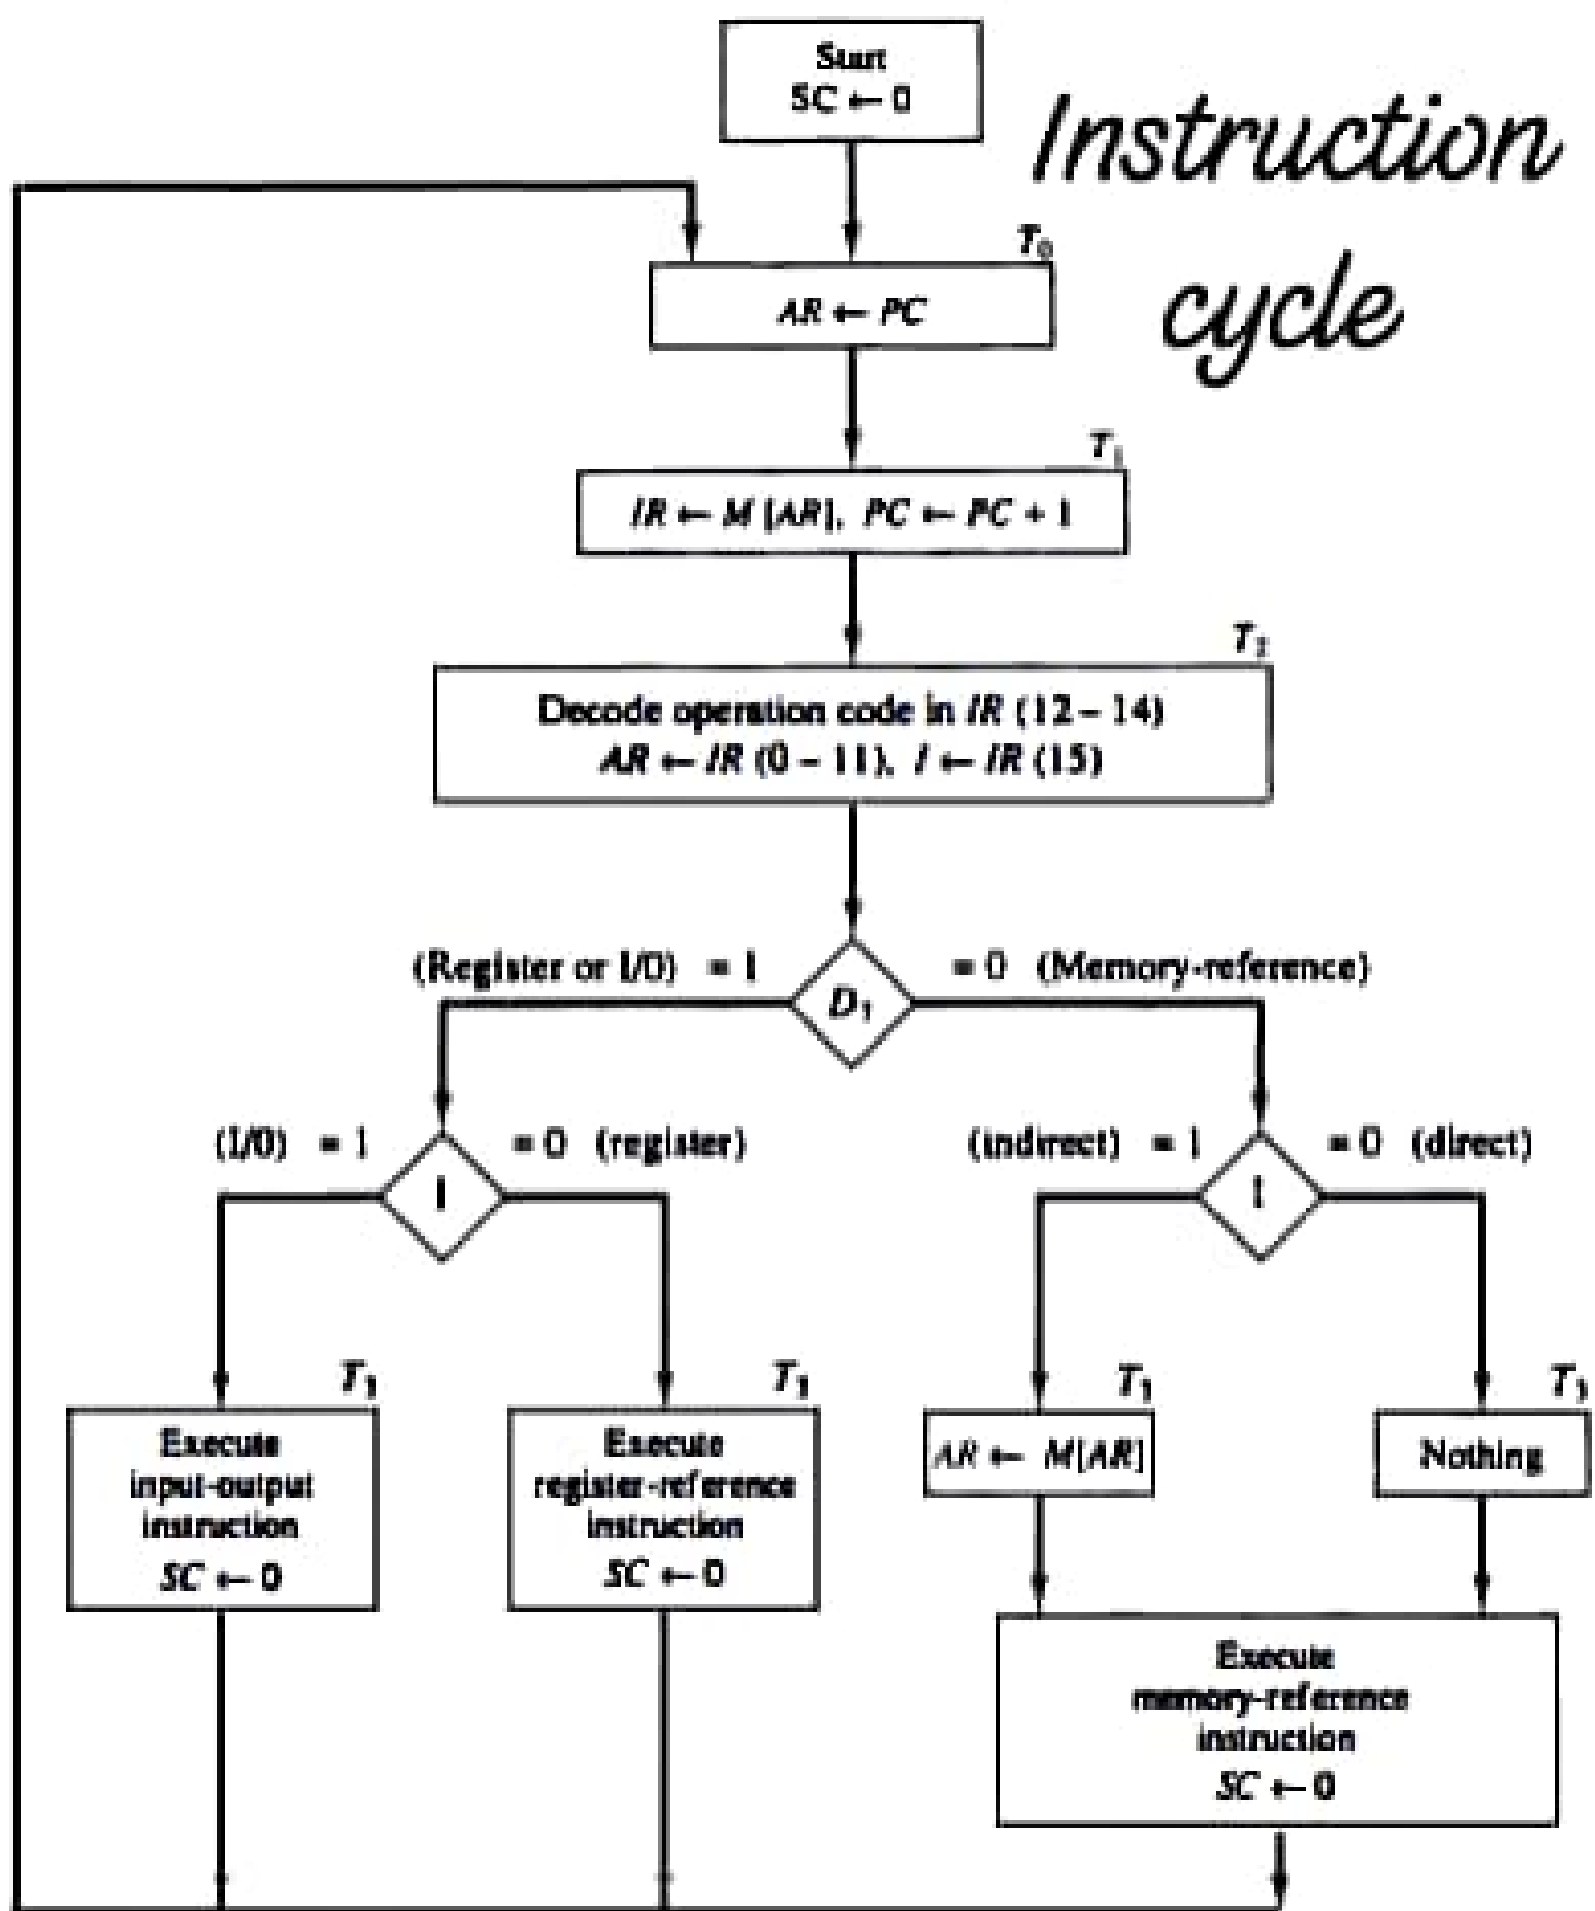 Start
SC ← 0
Instruction
cycle
T₀
AR ← PC
T₁
IR ← M [AR], PC ← PC + 1
T₂
Decode operation code in IR (12 – 14)
AR ← IR (0 – 11), I ← IR (15)
(Register or I/O) = 1
D₇
= 0 (Memory-reference)
(I/0) = 1
I
= 0 (register)
(indirect) = 1
I
= 0 (direct)
T₃
T₃
T₃
T₃
Execute
input-output
instruction
SC ← 0
Execute
register-reference
instruction
SC ← 0
AR ← M[AR]
Nothing
Execute
memory-reference
instruction
SC ← 0